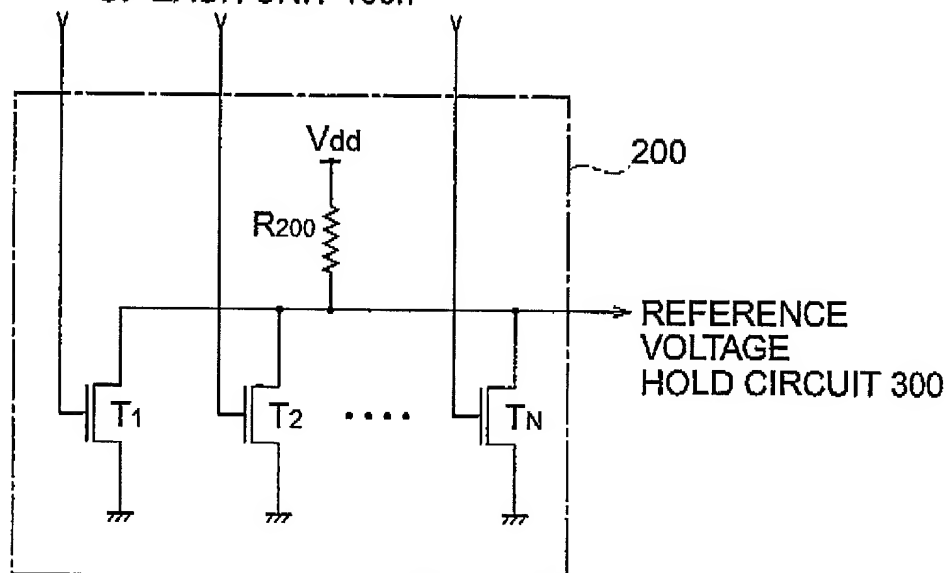 Vdd
200
R200
REFERENCE
VOLTAGE
HOLD CIRCUIT 300
T1
T2
TN